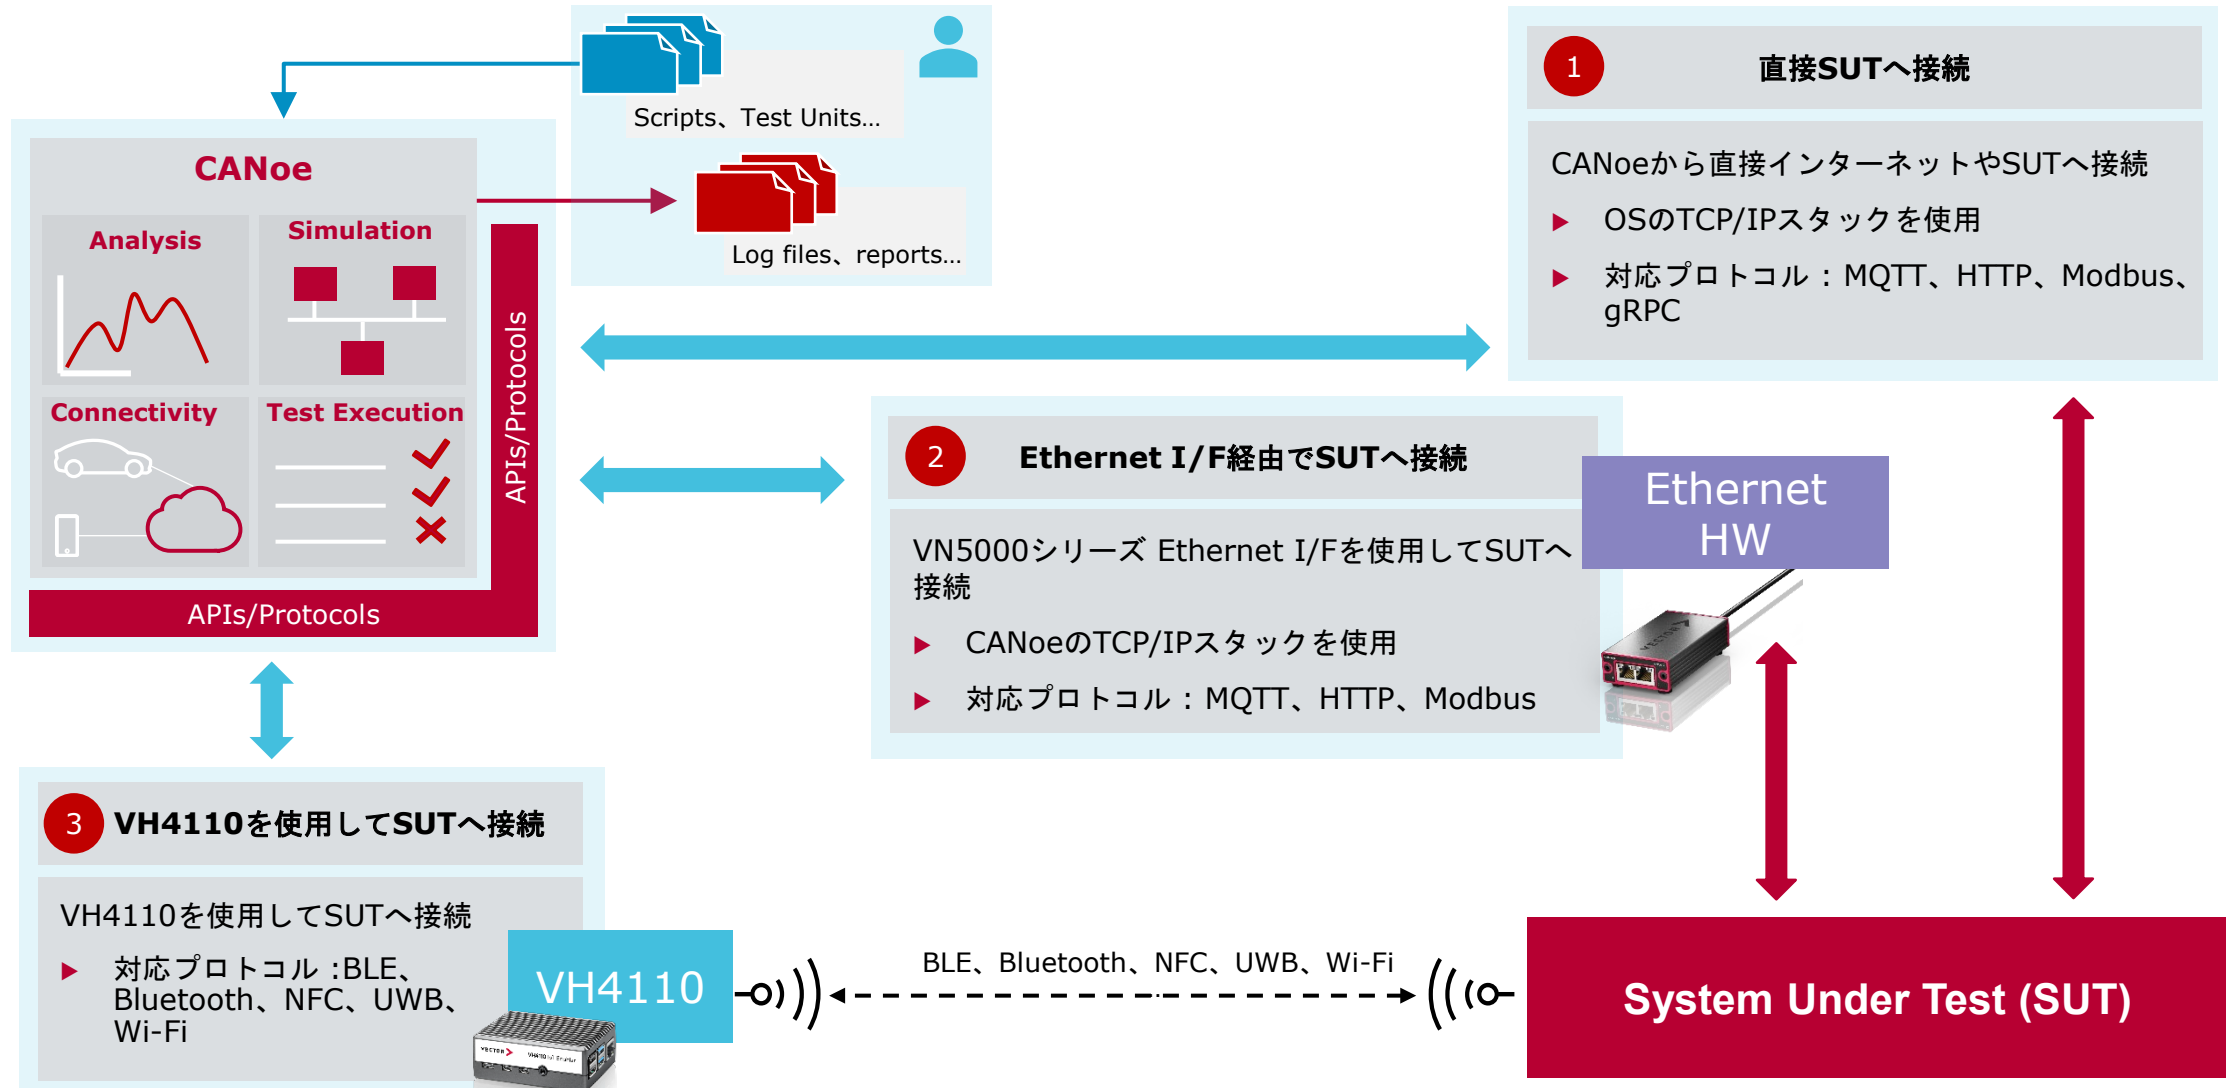 Scripts、Test Units…
Log files、reports…
CANoe
Analysis
Simulation
Connectivity
Test Execution
APIs/Protocols
APIs/Protocols
1
直接SUTへ接続
CANoeから直接インターネットやSUTへ接続
▶ OSのTCP/IPスタックを使用
▶ 対応プロトコル：MQTT、HTTP、Modbus、
gRPC
2
Ethernet I/F経由でSUTへ接続
VN5000シリーズ Ethernet I/Fを使用してSUTへ
接続
▶ CANoeのTCP/IPスタックを使用
▶ 対応プロトコル：MQTT、HTTP、Modbus
Ethernet
HW
VECTOR
3
VH4110を使用してSUTへ接続
VH4110を使用してSUTへ接続
▶ 対応プロトコル :BLE、
Bluetooth、NFC、UWB、
Wi-Fi
VH4110
VECTOR
VH4110 IoT Enabler
BLE、Bluetooth、NFC、UWB、Wi-Fi
System Under Test (SUT)